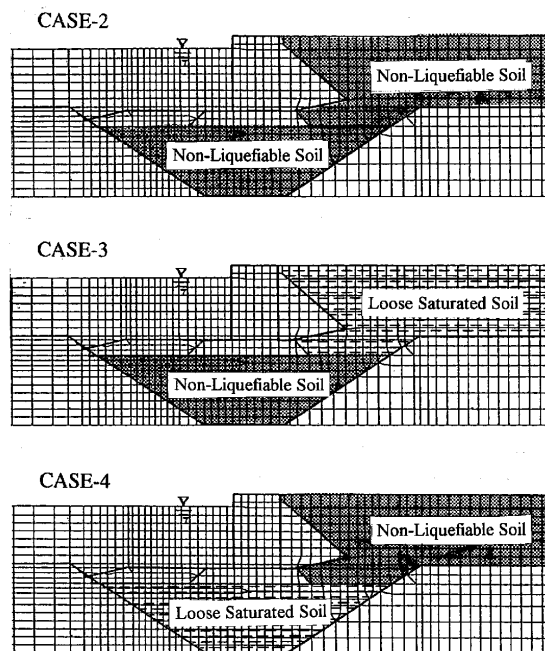 CASE-2
Non-Liquefiable Soil
Non-Liquefiable Soil
CASE-3
Loose Saturated Soil
Non-Liquefiable Soil
CASE-4
Non-Liquefiable Soil
Loose Saturated Soil